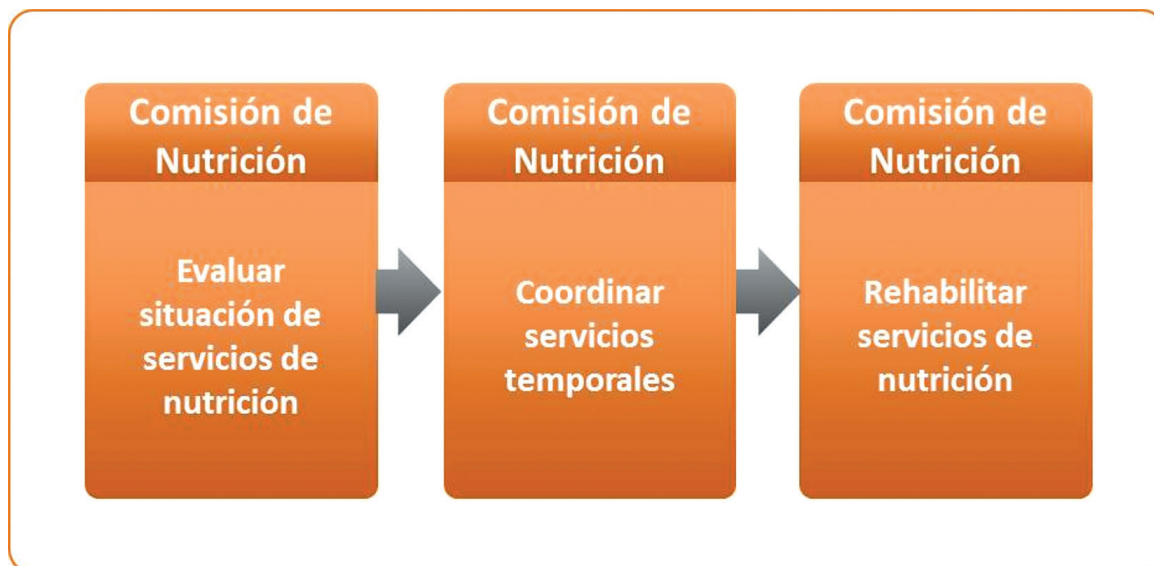 Comisión de
Nutrición
Evaluar
situación de
servicios de
nutrición
Comisión de
Nutrición
Coordinar
servicios
temporales
Comisión de
Nutrición
Rehabilitar
servicios de
nutrición